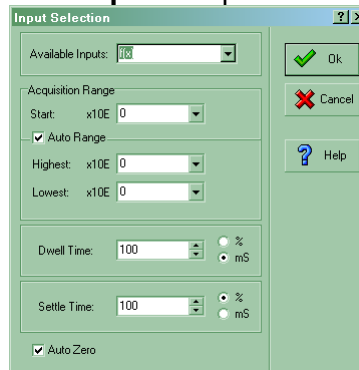 Input Selection
Available Inputs: f(x)
Ok
Acquisition Range
Cancel
Start: x10E 0
Auto Range
Highest: x10E 0
Help
Lowest: x10E 0
Dwell Time: 100 % mS
Settle Time: 100 % mS
Auto Zero